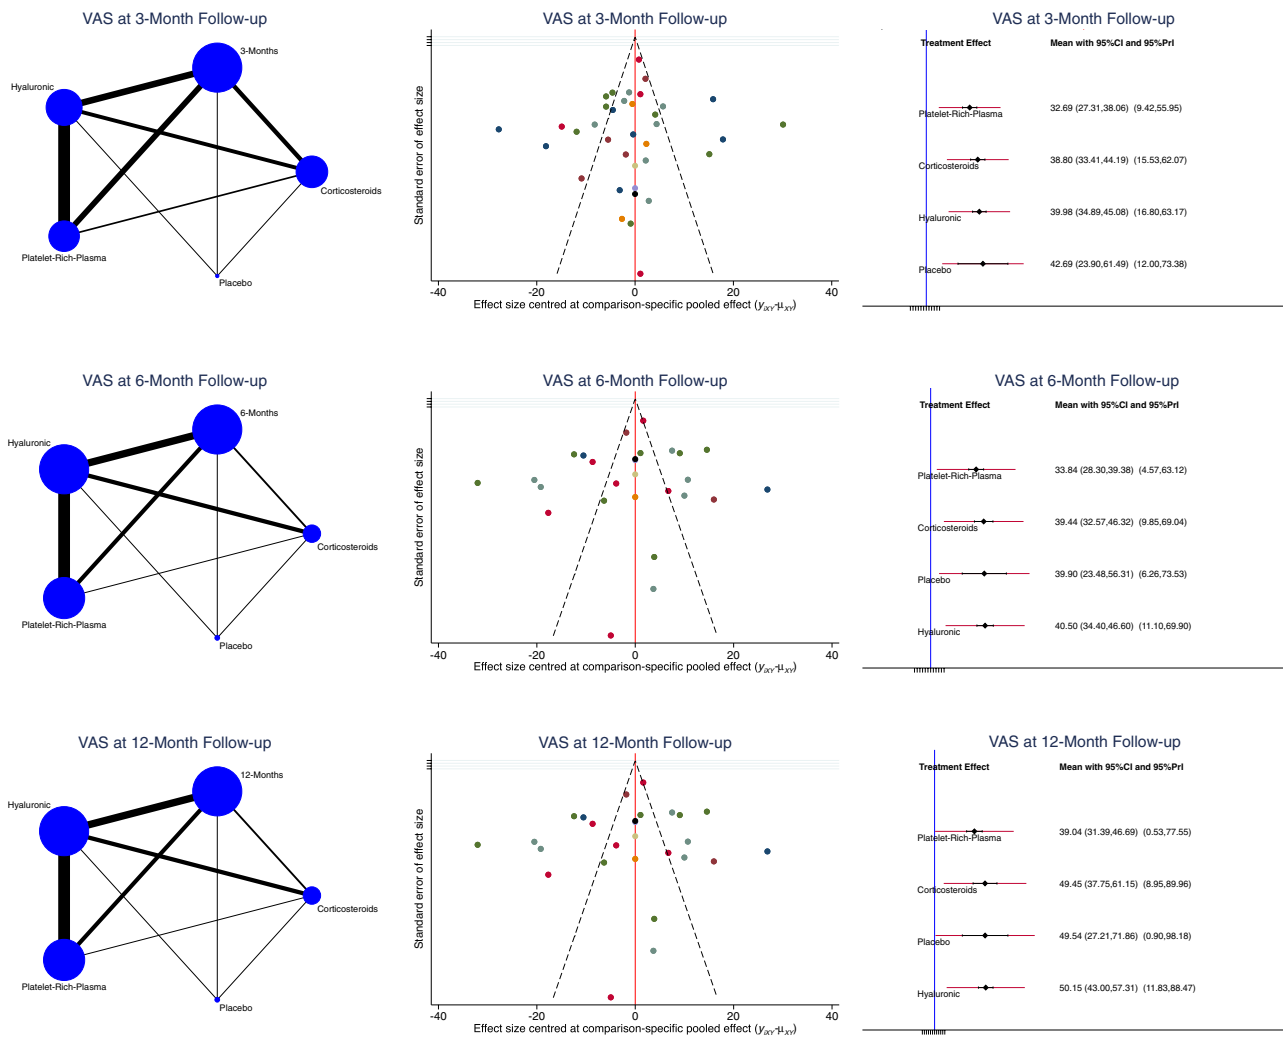 VAS at 3-Month Follow-up
3-Months
Hyaluronic
Corticosteroids
Platelet-Rich-Plasma
Placebo
VAS at 3-Month Follow-up
Standard error of effect size
-40 -20 0 20 40
Effect size centred at comparison-specific pooled effect (yiXY-μXY)
VAS at 3-Month Follow-up
Treatment Effect Mean with 95%CI and 95%PrI
Platelet-Rich-Plasma 32.69 (27.31,38.06) (9.42,55.95)
Corticosteroids 38.80 (33.41,44.19) (15.53,62.07)
Hyaluronic 39.98 (34.89,45.08) (16.80,63.17)
Placebo 42.69 (23.90,61.49) (12.00,73.38)
VAS at 6-Month Follow-up
6-Months
Hyaluronic
Corticosteroids
Platelet-Rich-Plasma
Placebo
VAS at 6-Month Follow-up
Standard error of effect size
-40 -20 0 20 40
Effect size centred at comparison-specific pooled effect (yiXY-μXY)
VAS at 6-Month Follow-up
Treatment Effect Mean with 95%CI and 95%PrI
Platelet-Rich-Plasma 33.84 (28.30,39.38) (4.57,63.12)
Corticosteroids 39.44 (32.57,46.32) (9.85,69.04)
Placebo 39.90 (23.48,56.31) (6.26,73.53)
Hyaluronic 40.50 (34.40,46.60) (11.10,69.90)
VAS at 12-Month Follow-up
12-Months
Hyaluronic
Corticosteroids
Platelet-Rich-Plasma
Placebo
VAS at 12-Month Follow-up
Standard error of effect size
-40 -20 0 20 40
Effect size centred at comparison-specific pooled effect (yiXY-μXY)
VAS at 12-Month Follow-up
Treatment Effect Mean with 95%CI and 95%PrI
Platelet-Rich-Plasma 39.04 (31.39,46.69) (0.53,77.55)
Corticosteroids 49.45 (37.75,61.15) (8.95,89.96)
Placebo 49.54 (27.21,71.86) (0.90,98.18)
Hyaluronic 50.15 (43.00,57.31) (11.83,88.47)